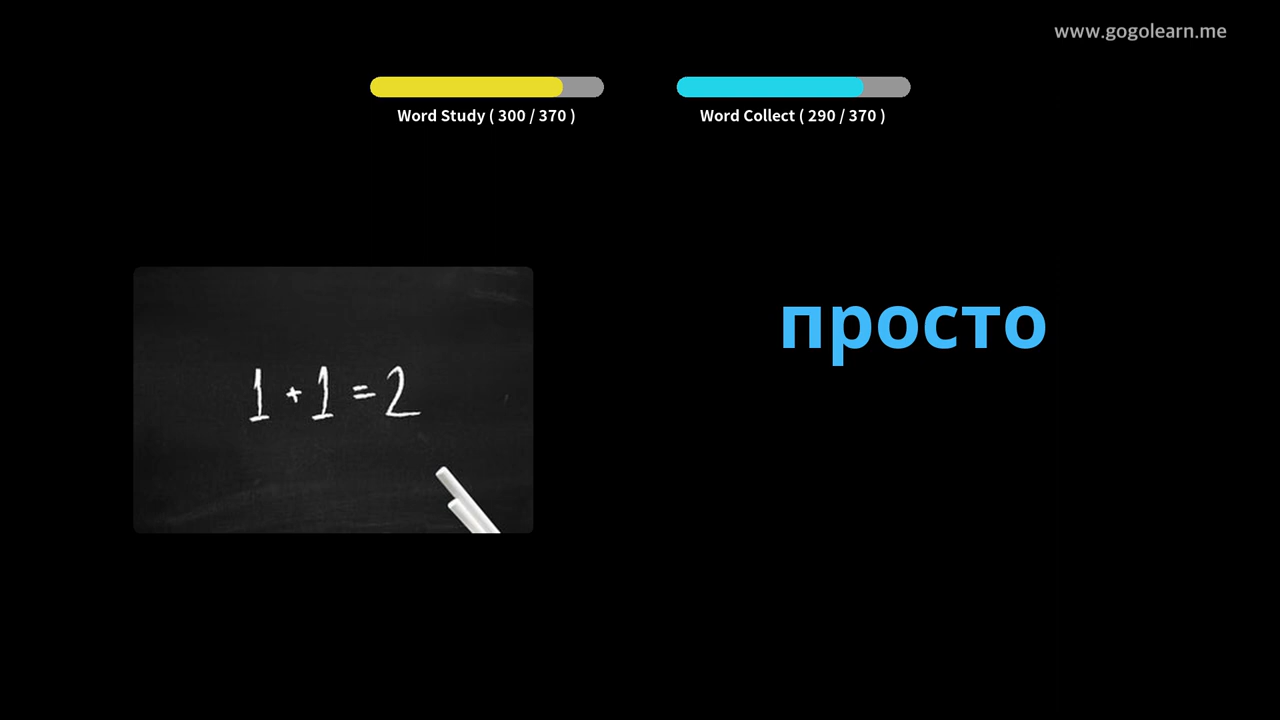 www.gogolearn.me
Word Study ( 300 / 370 )
Word Collect ( 290 / 370 )
1 + 1 = 2
просто